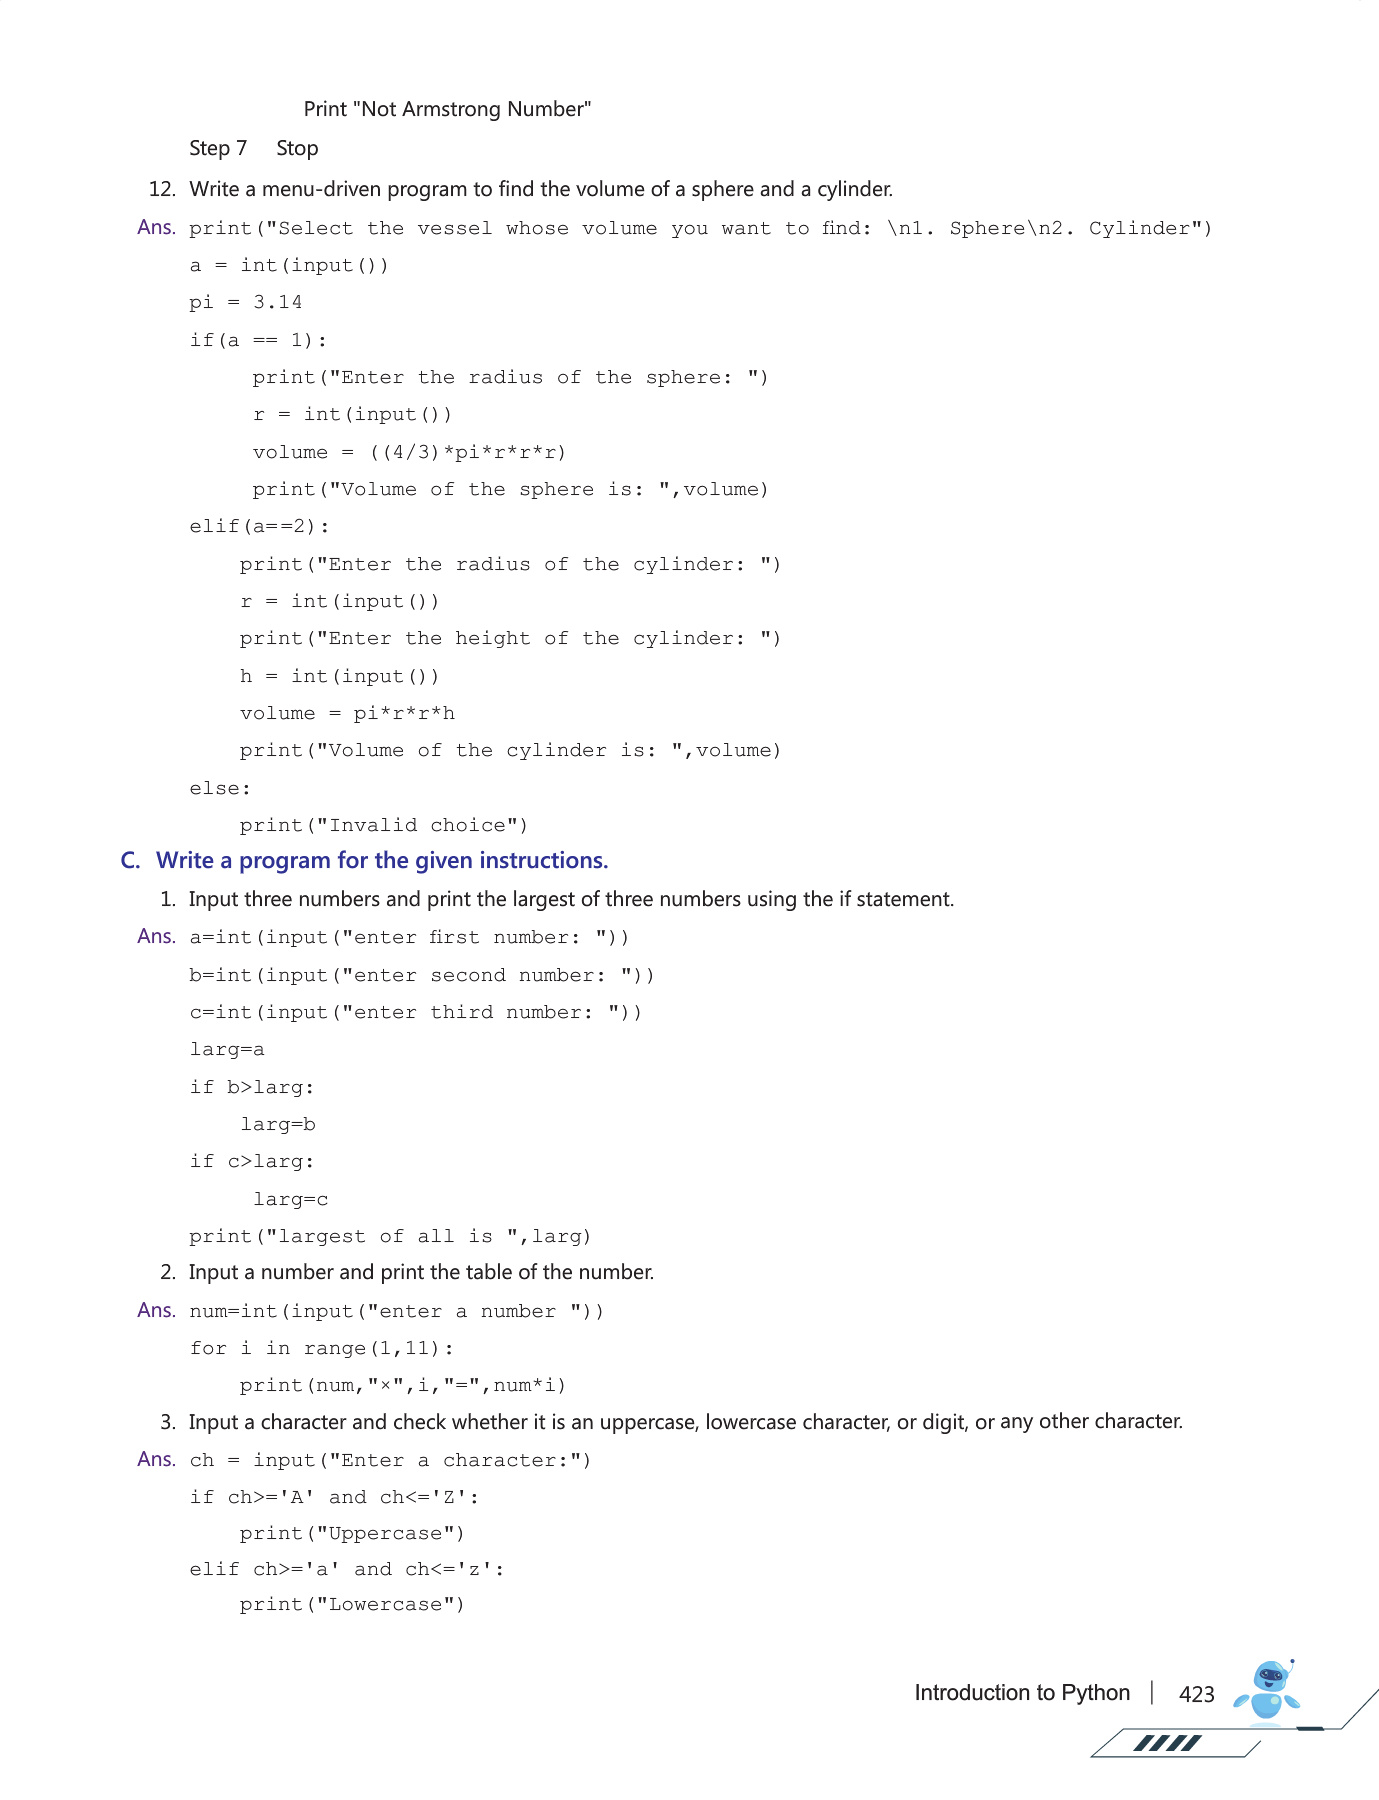 Print "Not Armstrong Number"
Step 7 Stop
12. Write a menu-driven program to find the volume of a sphere and a cylinder.
Ans. print("Select the vessel whose volume you want to find: \n1. Sphere\n2. Cylinder")
a = int(input())
pi = 3.14
if(a == 1):
print("Enter the radius of the sphere: ")
r = int(input())
volume = ((4/3)*pi*r*r*r)
print("Volume of the sphere is: ",volume)
elif(a==2):
print("Enter the radius of the cylinder: ")
r = int(input())
print("Enter the height of the cylinder: ")
h = int(input())
volume = pi*r*r*h
print("Volume of the cylinder is: ",volume)
else:
print("Invalid choice")
C. Write a program for the given instructions.
1. Input three numbers and print the largest of three numbers using the if statement.
Ans. a=int(input("enter first number: "))
b=int(input("enter second number: "))
c=int(input("enter third number: "))
larg=a
if b>larg:
larg=b
if c>larg:
larg=c
print("largest of all is ",larg)
2. Input a number and print the table of the number.
Ans. num=int(input("enter a number "))
for i in range(1,11):
print(num,"×",i,"=",num*i)
3. Input a character and check whether it is an uppercase, lowercase character, or digit, or any other character.
Ans. ch = input("Enter a character:")
if ch>='A' and ch<='Z':
print("Uppercase")
elif ch>='a' and ch<='z':
print("Lowercase")
Introduction to Python | 423